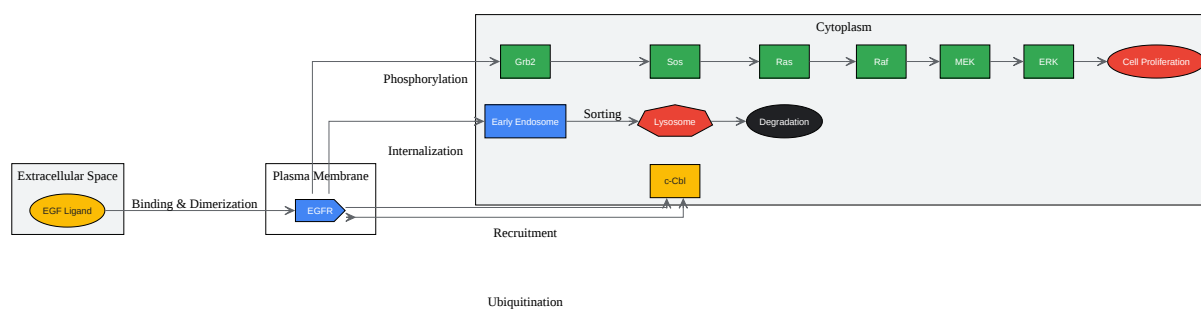 Cytoplasm
Grb2
Sos
Ras
Raf
MEK
ERK
Cell Proliferation
Phosphorylation
Early Endosome
Sorting
Lysosome
Degradation
Internalization
Extracellular Space
Plasma Membrane
c-Cbl
EGF Ligand
Binding & Dimerization
EGFR
Recruitment
Ubiquitination